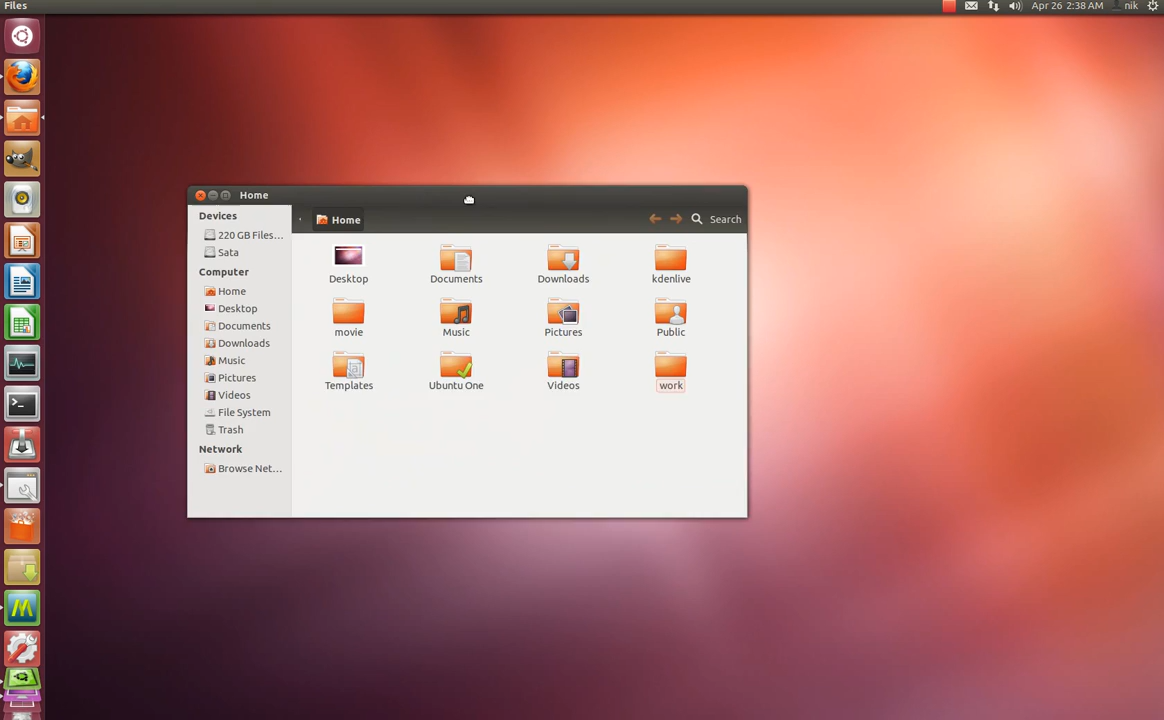 Files
Apr 26 2:38 AM nik
Home
Devices
220 GB Files...
Sata
Computer
Home
Desktop
Documents
Downloads
Music
Pictures
Videos
File System
Trash
Network
Browse Net...
Home
Search
Desktop
Documents
Downloads
kdenlive
movie
Music
Pictures
Public
Templates
Ubuntu One
Videos
work